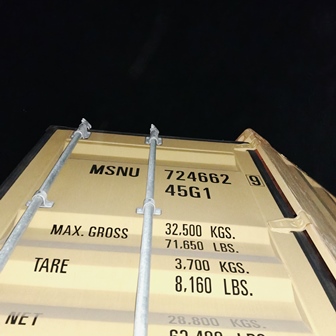 MSNU 724662 9
45G1
MAX. GROSS 32.500 KGS.
71.650 LBS.
TARE 3.700 KGS.
8,160 LBS.
NET 28.800 KGS.